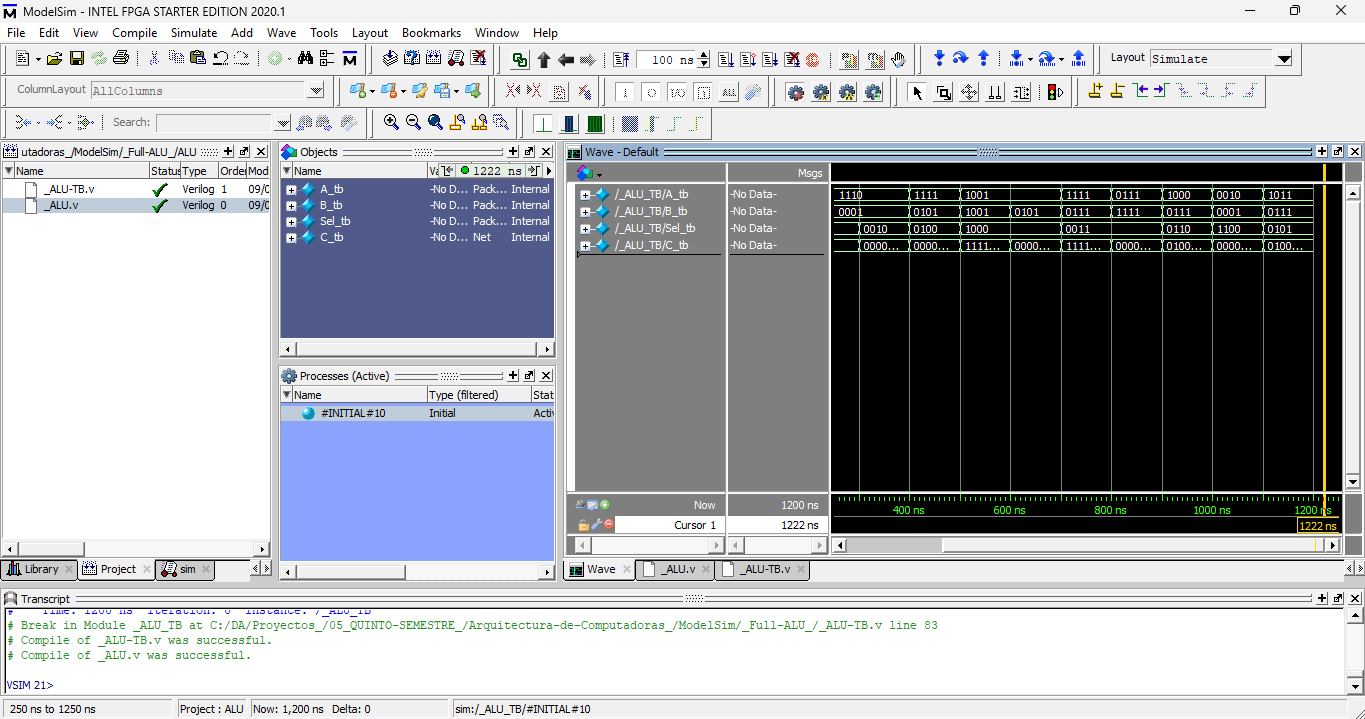 ModelSim - INTEL FPGA STARTER EDITION 2020.1
File Edit View Compile Simulate Add Wave Tools Layout Bookmarks Window Help
100 ns
Layout Simulate
ColumnLayout AllColumns
Search:
utadoras_/ModelSim/_Full-ALU_/ALU
Name Status Type Order Mod
_ALU-TB.v Verilog 1 09/0
_ALU.v Verilog 0 09/0
Library Project sim
Objects
Name 1222 ns
A_tb -No D... Pack... Internal
B_tb -No D... Pack... Internal
Sel_tb -No D... Pack... Internal
C_tb -No D... Net Internal
Processes (Active)
Name Type (filtered) Stat
#INITIAL#10 Initial Activ
Wave - Default
Msgs
/_ALU_TB/A_tb -No Data- 1110 1111 1001 1111 0111 1000 0010 1011
/_ALU_TB/B_tb -No Data- 0001 0101 1001 0101 0111 1111 0111 0001 0111
/_ALU_TB/Sel_tb -No Data- 0010 0100 1000 0011 0110 1100 0101
/_ALU_TB/C_tb -No Data- 0000... 0000... 1111... 0000... 1111... 0000... 0100... 0000... 0100...
Now 1200 ns 400 ns 600 ns 800 ns 1000 ns 1200 ns
Cursor 1 1222 ns 1222 ns
Wave _ALU.v _ALU-TB.v
Transcript
# Time: 1200 ns Iteration: 0 Instance: /_ALU_TB
# Break in Module _ALU_TB at C:/DA/Proyectos_/05_QUINTO-SEMESTRE_/Arquitectura-de-Computadoras_/ModelSim/_Full-ALU_/_ALU-TB.v line 83
# Compile of _ALU-TB.v was successful.
# Compile of _ALU.v was successful.
VSIM 21>
250 ns to 1250 ns Project : ALU Now: 1,200 ns Delta: 0 sim:/_ALU_TB/#INITIAL#10